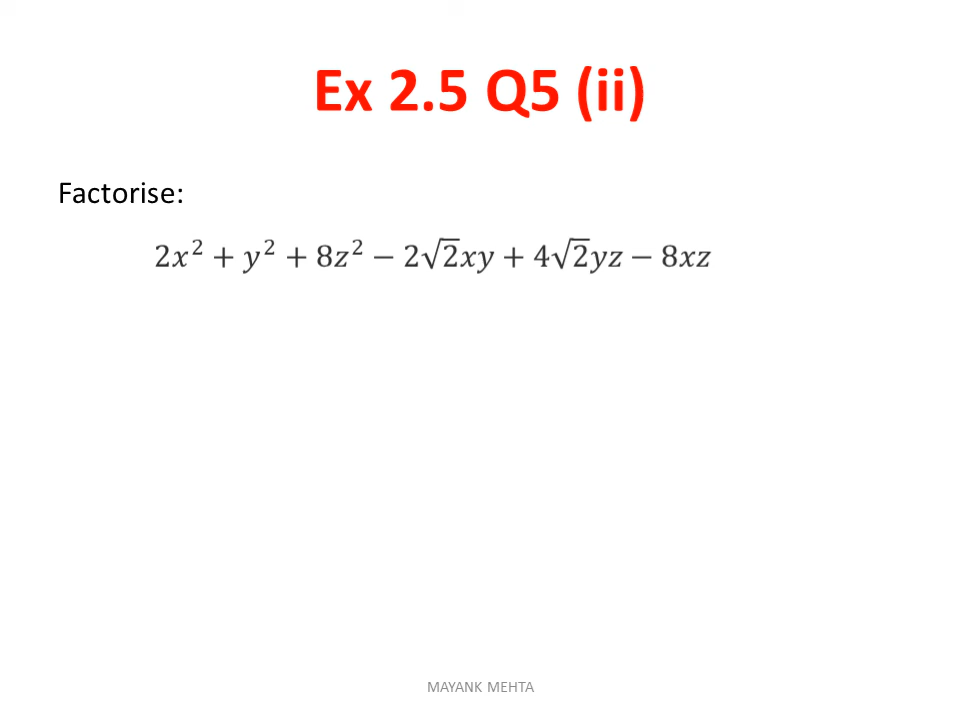 Ex 2.5 Q5 (ii)
Factorise:
2x² + y² + 8z² − 2√2xy + 4√2yz − 8xz
MAYANK MEHTA